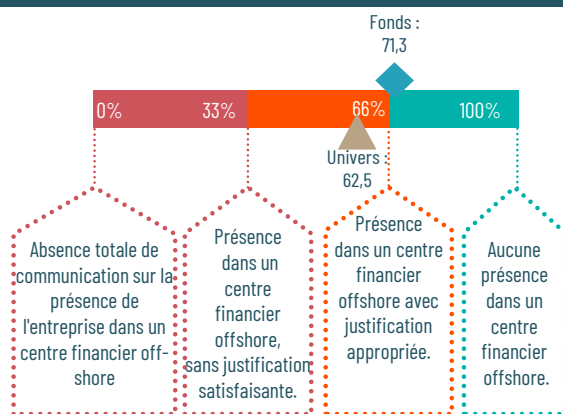 Fonds :
71,3
0%
33%
66%
100%
Univers :
62,5
Absence totale de
communication sur la
présence de
l'entreprise dans un
centre financier off-
shore
Présence
dans un
centre
financier
offshore,
sans justification
satisfaisante.
Présence
dans un centre
financier
offshore avec
justification
appropriée.
Aucune
présence
dans un
centre
financier
offshore.